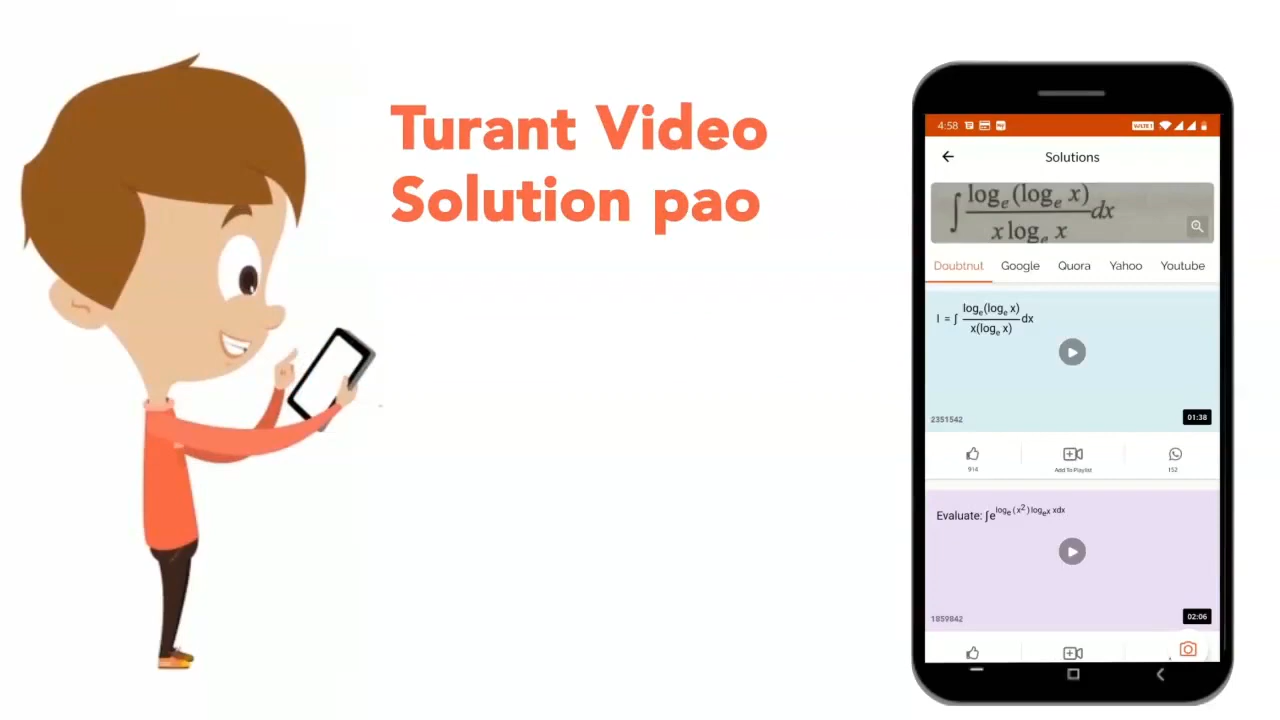 Turant Video
Solution pao
4:58
VoLTE1
Solutions
∫ logₑ(logₑ x) / x logₑ x dx
Doubtnut Google Quora Yahoo Youtube
I = ∫ logₑ(logₑ x) / x(logₑ x) dx
2351542
01:38
914
Add To Playlist
152
Evaluate: ∫e^logₑ(x²)logₑx xdx
1859842
02:06